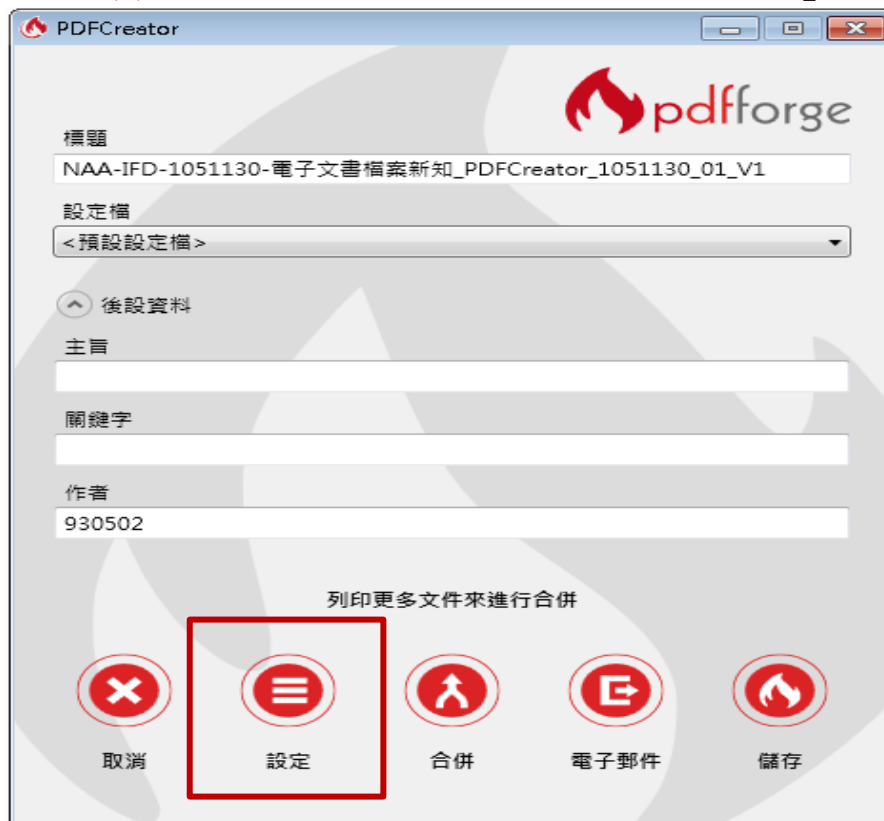 PDFCreator
pdfforge
標題
NAA-IFD-1051130-電子文書檔案新知_PDFCreator_1051130_01_V1
設定檔
<預設設定檔>
後設資料
主旨
關鍵字
作者
930502
列印更多文件來進行合併
取消 設定 合併 電子郵件 儲存